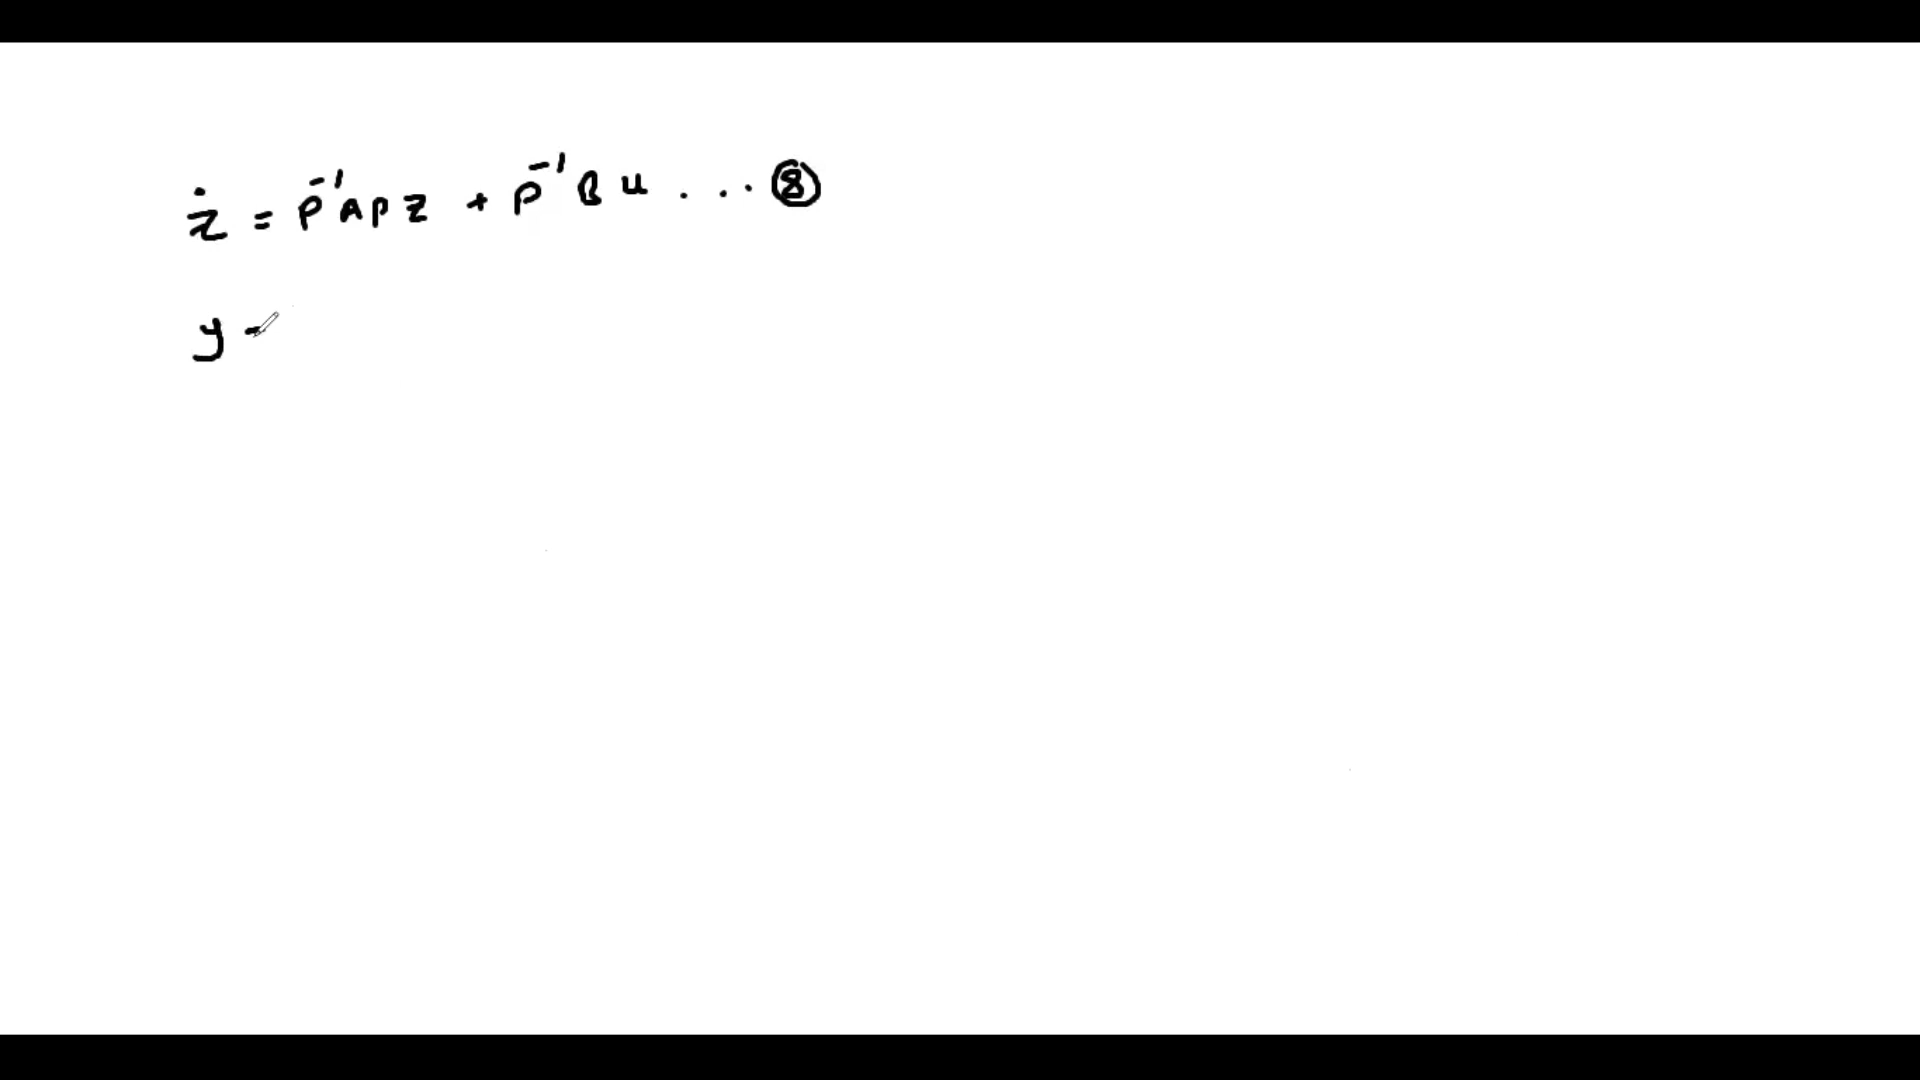 ż = P⁻¹APz + P⁻¹Bu ... ⑧
y -